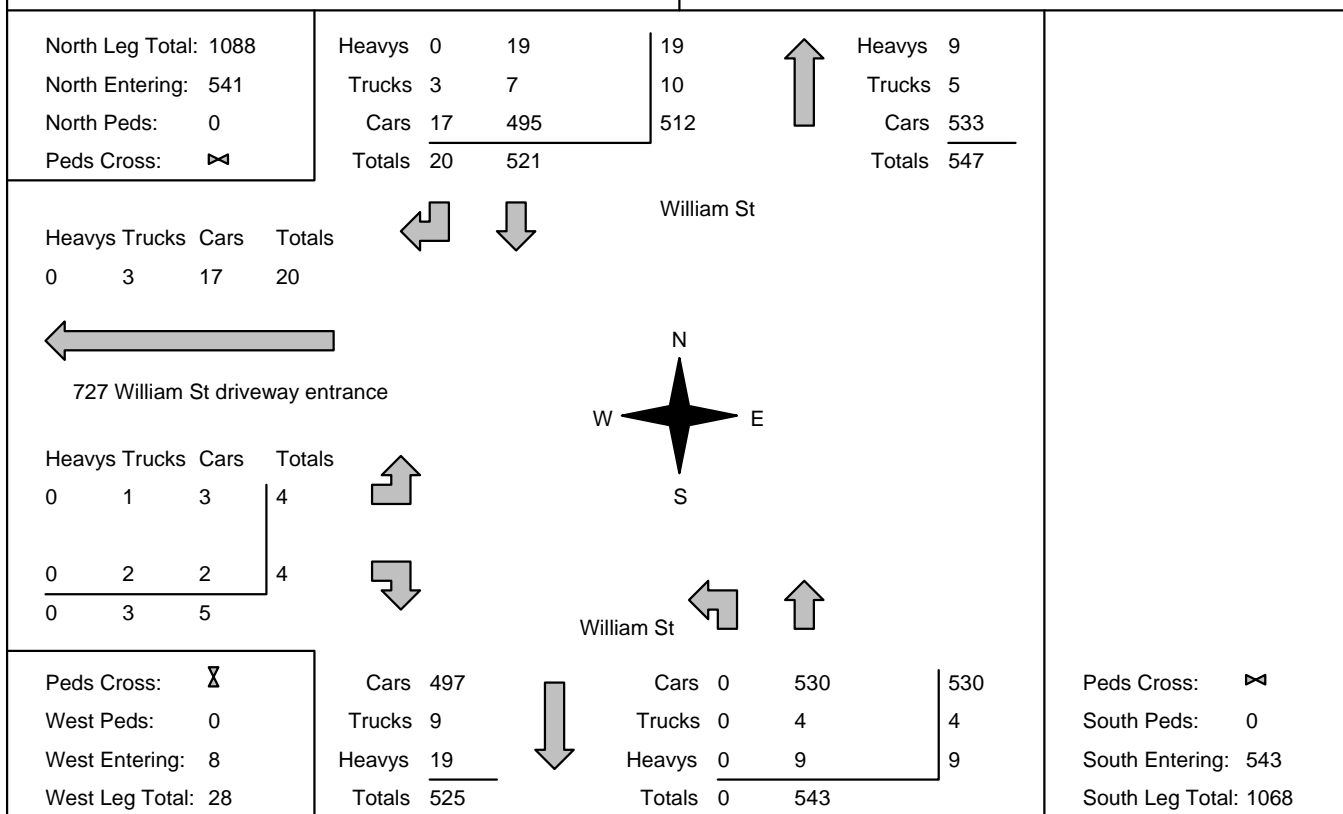 North Leg Total: 1088
North Entering: 541
North Peds: 0
Peds Cross:
Heavys 0 19 19
Trucks 3 7 10
Cars 17 495 512
Totals 20 521
Heavys 9
Trucks 5
Cars 533
Totals 547
William St
Heavys Trucks Cars Totals
0 3 17 20
727 William St driveway entrance
N
W E
S
Heavys Trucks Cars Totals
0 1 3 4
0 2 2 4
0 3 5
William St
Peds Cross:
West Peds: 0
West Entering: 8
West Leg Total: 28
Cars 497
Trucks 9
Heavys 19
Totals 525
Cars 0 530 530
Trucks 0 4 4
Heavys 0 9 9
Totals 0 543
Peds Cross:
South Peds: 0
South Entering: 543
South Leg Total: 1068